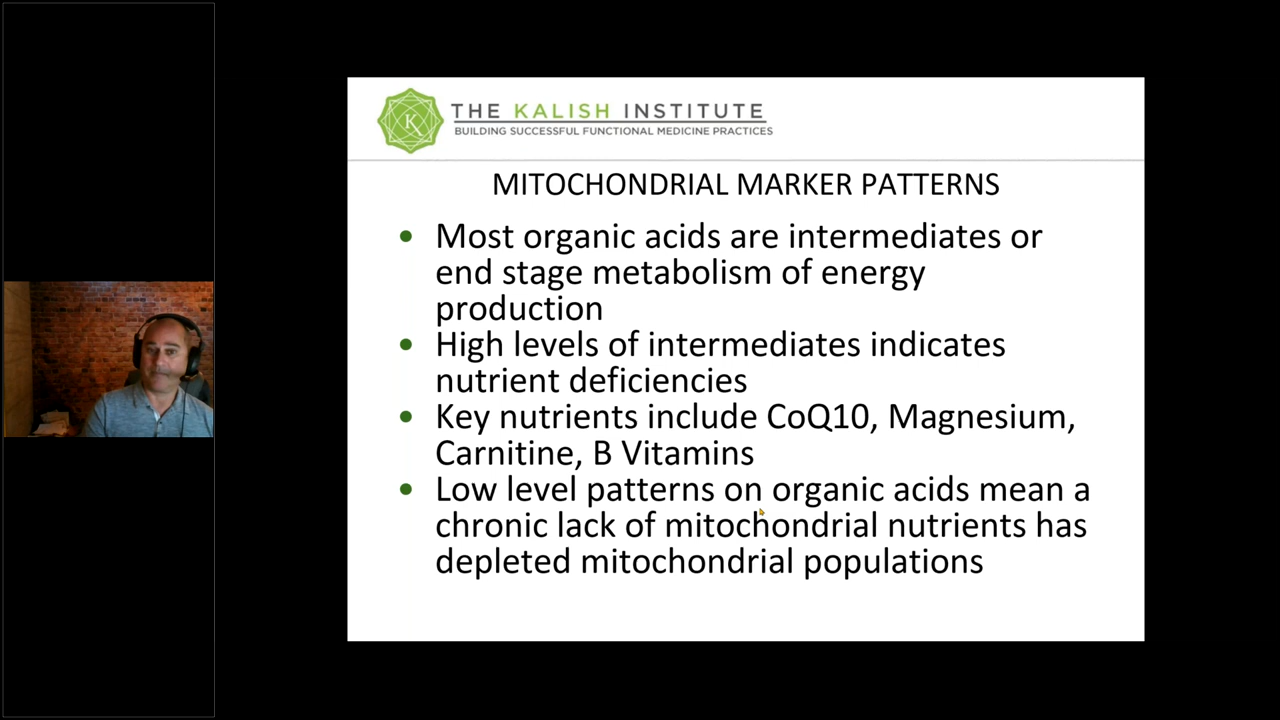 THE KALISH INSTITUTE
BUILDING SUCCESSFUL FUNCTIONAL MEDICINE PRACTICES
K
MITOCHONDRIAL MARKER PATTERNS
• Most organic acids are intermediates or
end stage metabolism of energy
production
• High levels of intermediates indicates
nutrient deficiencies
• Key nutrients include CoQ10, Magnesium,
Carnitine, B Vitamins
• Low level patterns on organic acids mean a
chronic lack of mitochondrial nutrients has
depleted mitochondrial populations